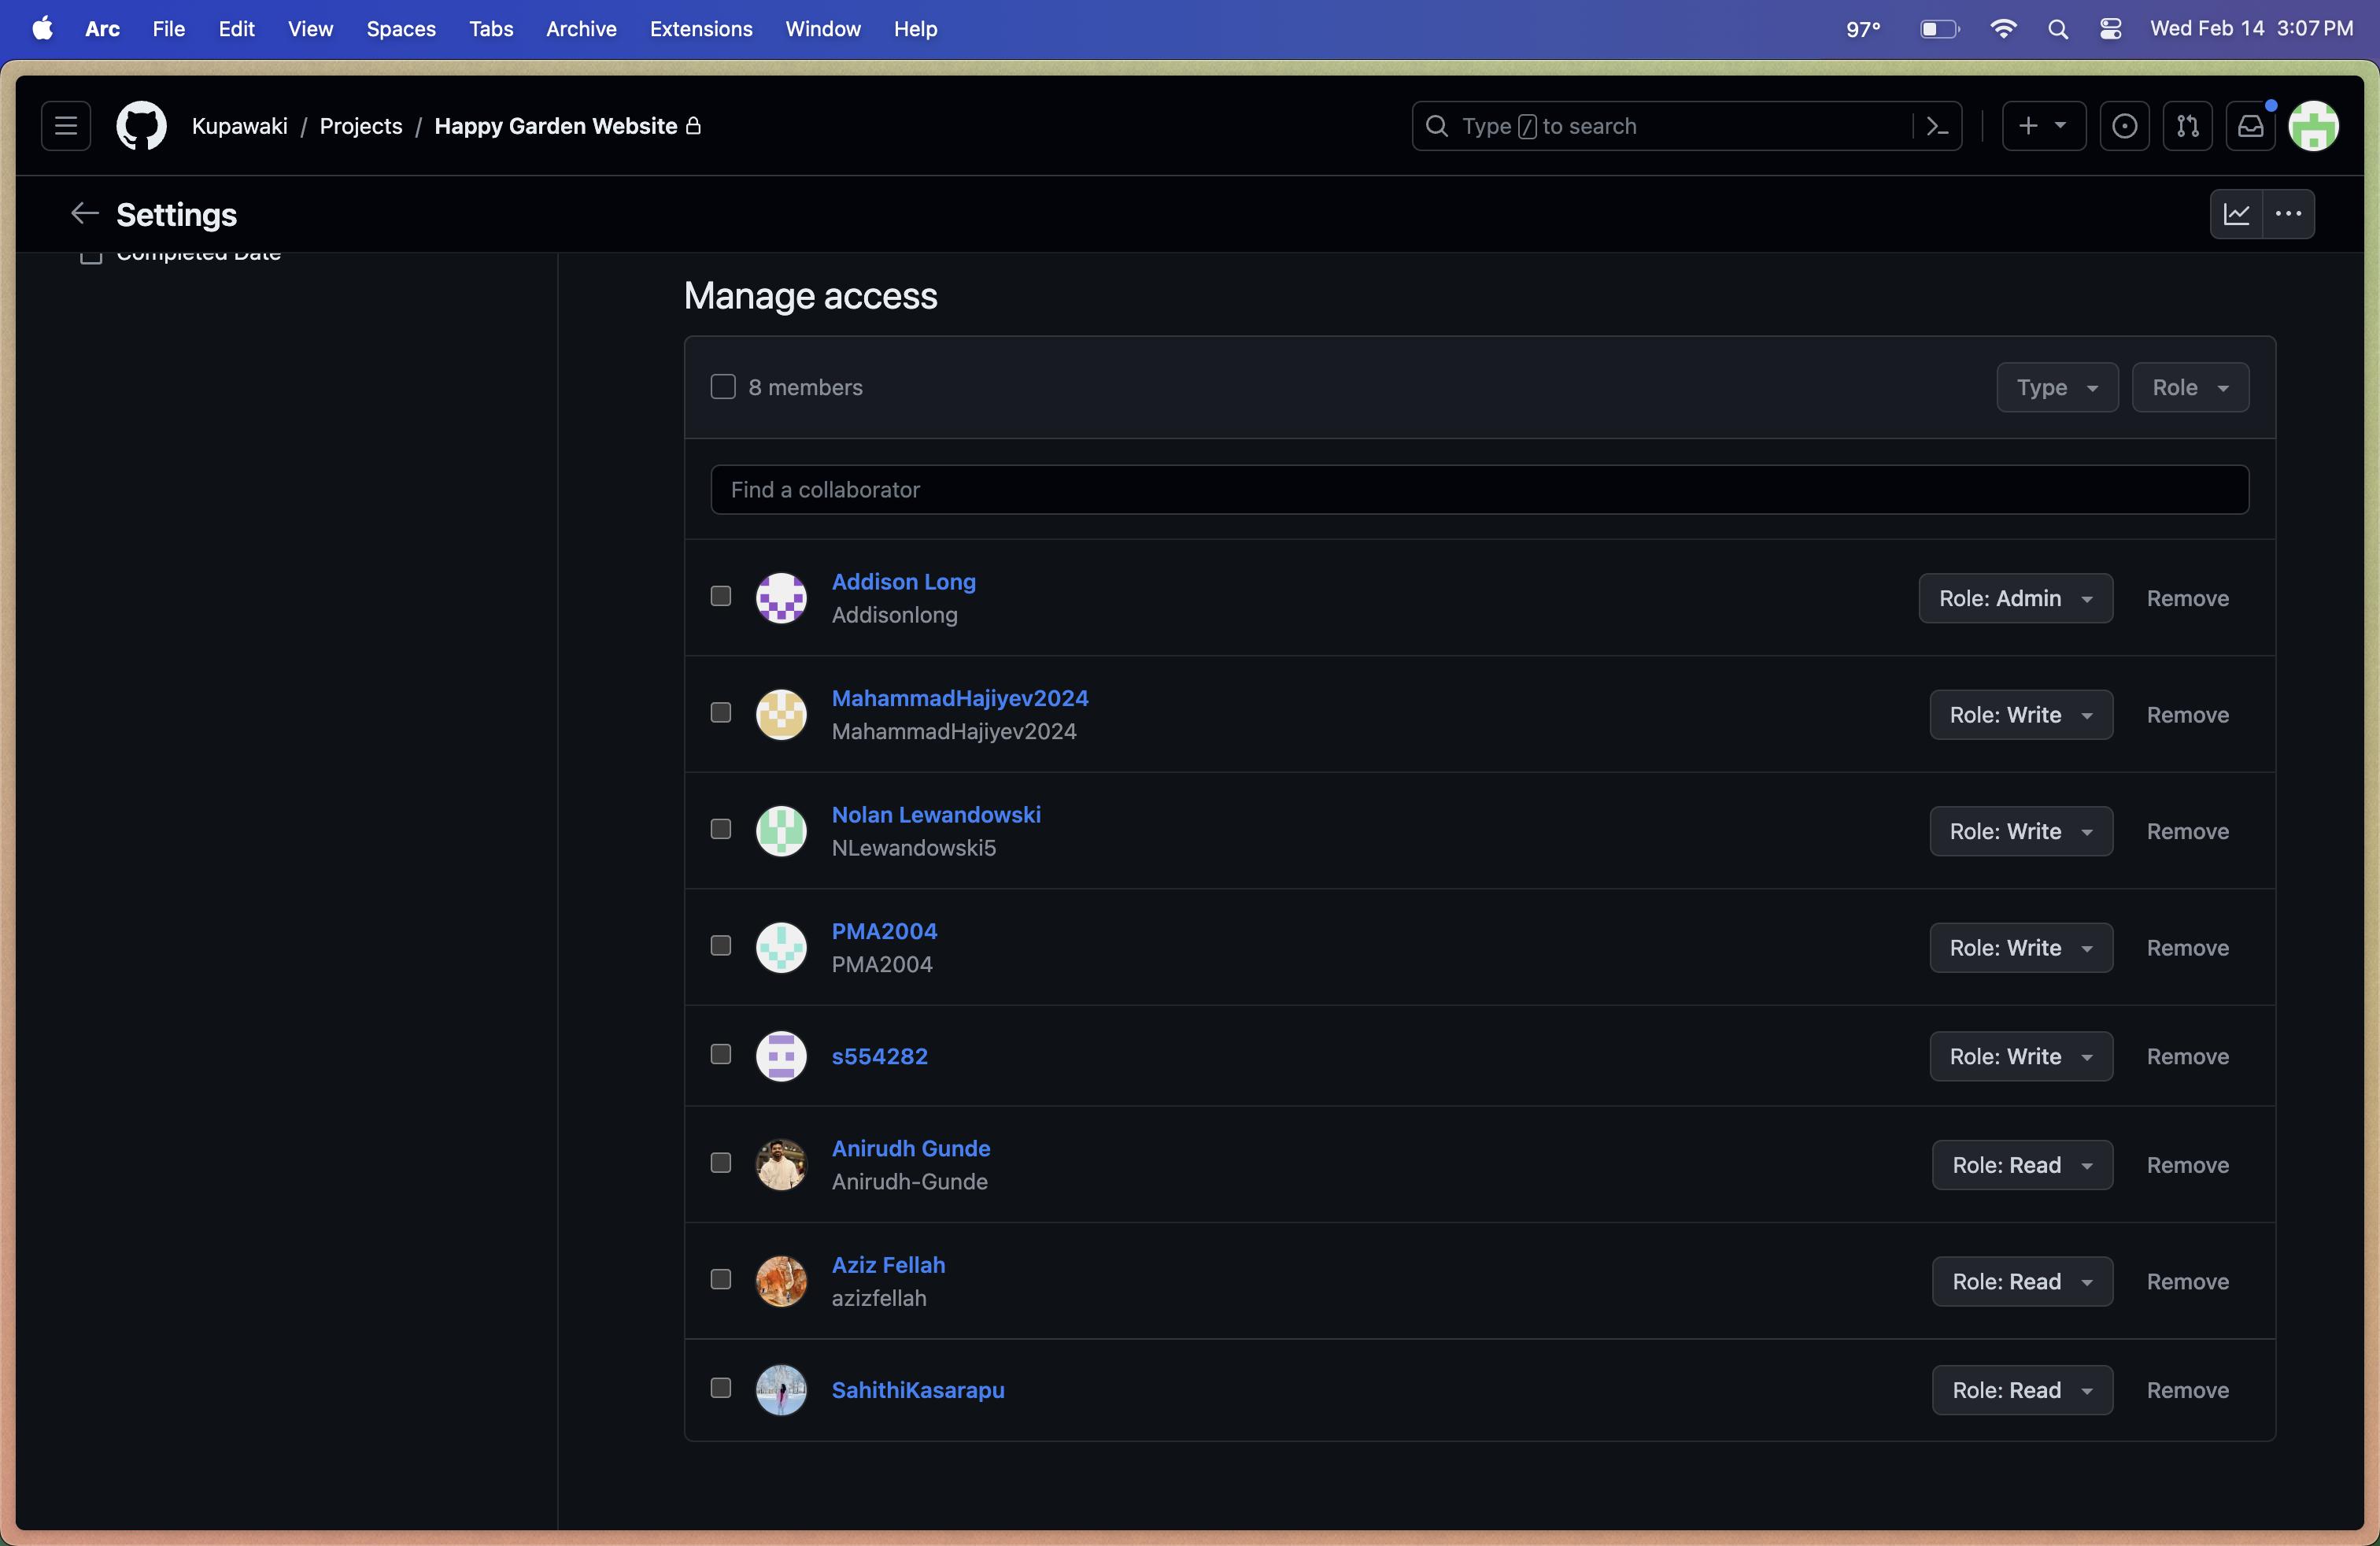 Arc File Edit View Spaces Tabs Archive Extensions Window Help 97° Wed Feb 14 3:07 PM
Kupawaki / Projects / Happy Garden Website
Type / to search
Settings
Completed Date
Manage access
8 members Type Role
Find a collaborator
Addison Long
Addisonlong
Role: Admin Remove
MahammadHajiyev2024
MahammadHajiyev2024
Role: Write Remove
Nolan Lewandowski
NLewandowski5
Role: Write Remove
PMA2004
PMA2004
Role: Write Remove
s554282
Role: Write Remove
Anirudh Gunde
Anirudh-Gunde
Role: Read Remove
Aziz Fellah
azizfellah
Role: Read Remove
SahithiKasarapu
Role: Read Remove